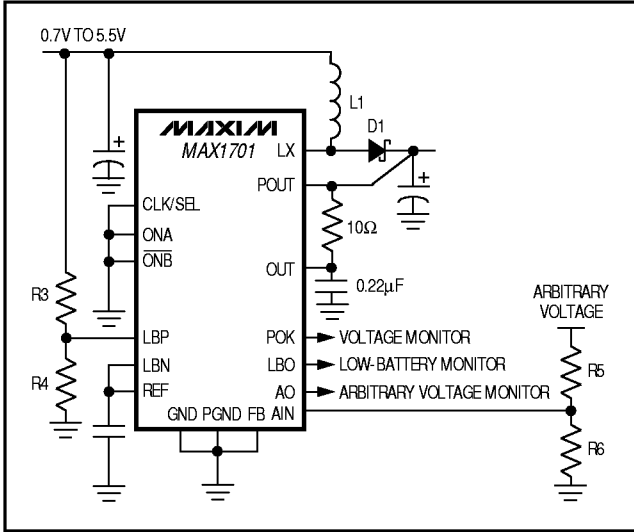 0.7V TO 5.5V
L1
MAXIM
D1
MAX1701
LX
+
+
POUT
CLK/SEL
10Ω
ONA
ONB
OUT
0.22µF
R3
ARBITRARY
VOLTAGE
LBP
POK
VOLTAGE MONITOR
LBN
LBO
LOW-BATTERY MONITOR
R5
R4
REF
AO
ARBITRARY VOLTAGE MONITOR
GND PGND FB AIN
R6